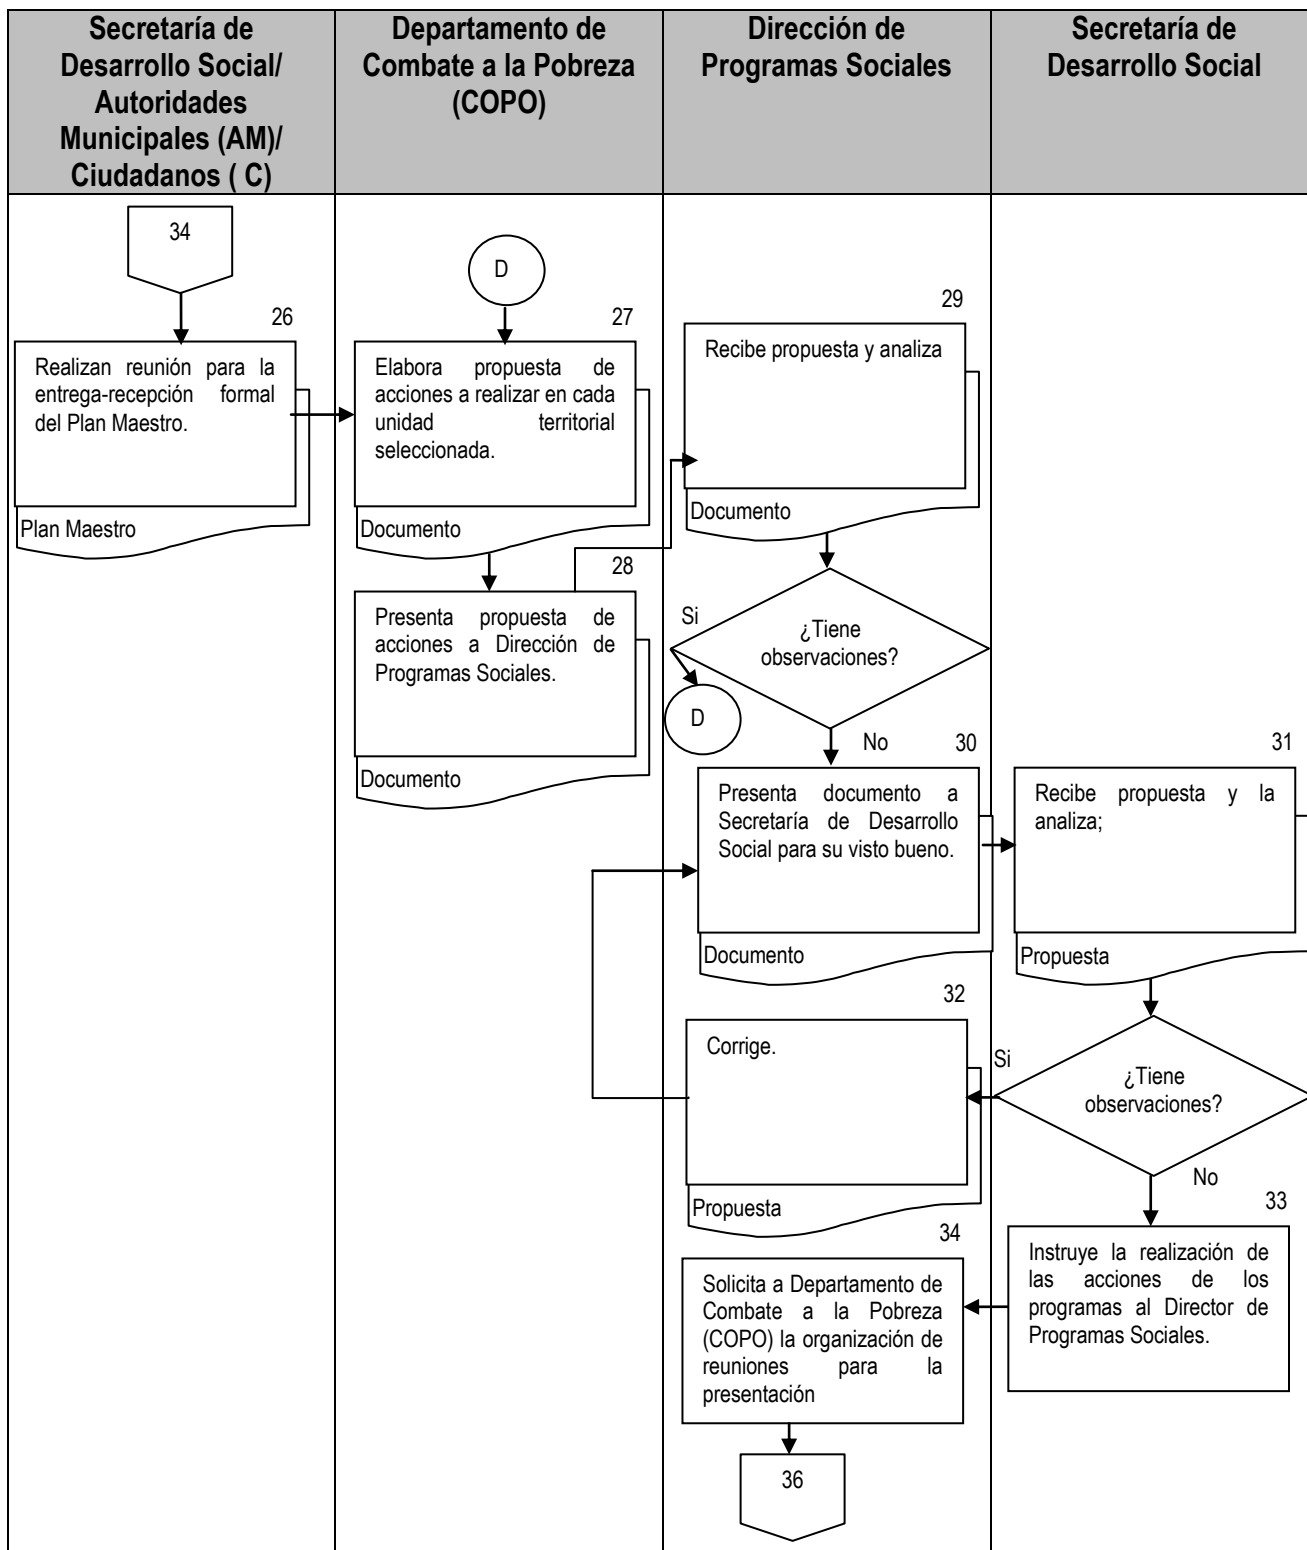 Secretaría de
Desarrollo Social/
Autoridades
Municipales (AM)/
Ciudadanos ( C)
Departamento de
Combate a la Pobreza
(COPO)
Dirección de
Programas Sociales
Secretaría de
Desarrollo Social
34
26
Realizan reunión para la
entrega-recepción formal
del Plan Maestro.
Plan Maestro
D
27
Elabora propuesta de
acciones a realizar en cada
unidad territorial
seleccionada.
Documento
28
Presenta propuesta de
acciones a Dirección de
Programas Sociales.
Documento
29
Recibe propuesta y analiza
Documento
Si
¿Tiene
observaciones?
D
No
30
Presenta documento a
Secretaría de Desarrollo
Social para su visto bueno.
Documento
31
Recibe propuesta y la
analiza;
Propuesta
32
Corrige.
Propuesta
Si
¿Tiene
observaciones?
No
33
Instruye la realización de
las acciones de los
programas al Director de
Programas Sociales.
34
Solicita a Departamento de
Combate a la Pobreza
(COPO) la organización de
reuniones para la
presentación
36